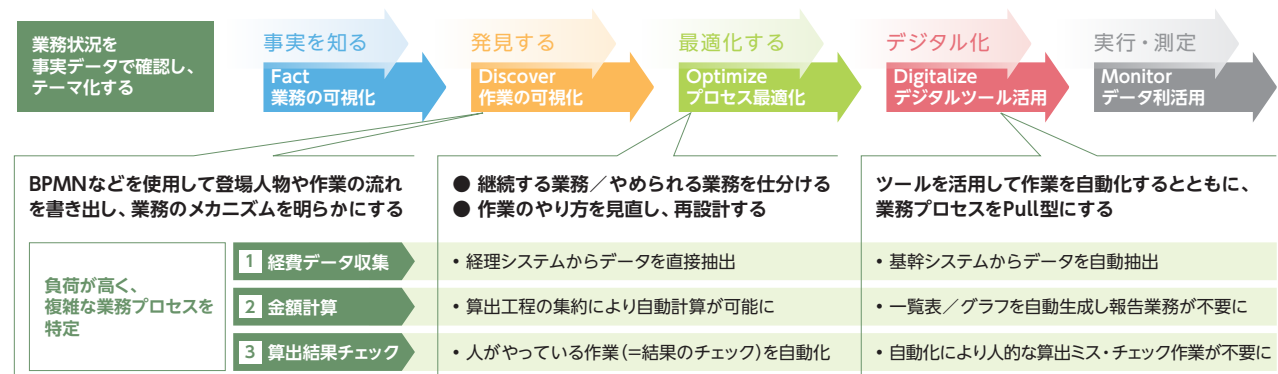 業務状況を
事実データで確認し、
テーマ化する
事実を知る
Fact
業務の可視化
発見する
Discover
作業の可視化
最適化する
Optimize
プロセス最適化
デジタル化
Digitalize
デジタルツール活用
実行・測定
Monitor
データ利活用
BPMNなどを使用して登場人物や作業の流れ
を書き出し、業務のメカニズムを明らかにする
● 継続する業務／やめられる業務を仕分ける
● 作業のやり方を見直し、再設計する
ツールを活用して作業を自動化するとともに、
業務プロセスをPull型にする
負荷が高く、
複雑な業務プロセスを
特定
1 経費データ収集
・経理システムからデータを直接抽出
・基幹システムからデータを自動抽出
2 金額計算
・算出工程の集約により自動計算が可能に
・一覧表／グラフを自動生成し報告業務が不要に
3 算出結果チェック
・人がやっている作業(=結果のチェック)を自動化
・自動化により人的な算出ミス・チェック作業が不要に